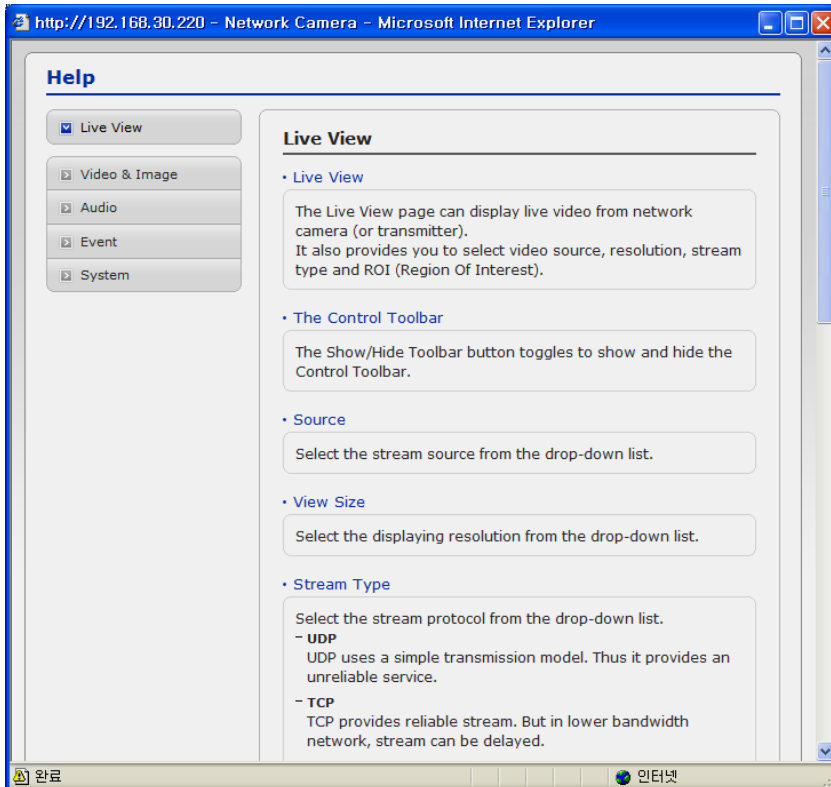 http://192.168.30.220 - Network Camera - Microsoft Internet Explorer
Help
Live View
Video & Image
Audio
Event
System
Live View
· Live View
The Live View page can display live video from network
camera (or transmitter).
It also provides you to select video source, resolution, stream
type and ROI (Region Of Interest).
· The Control Toolbar
The Show/Hide Toolbar button toggles to show and hide the
Control Toolbar.
· Source
Select the stream source from the drop-down list.
· View Size
Select the displaying resolution from the drop-down list.
· Stream Type
Select the stream protocol from the drop-down list.
- UDP
UDP uses a simple transmission model. Thus it provides an
unreliable service.
- TCP
TCP provides reliable stream. But in lower bandwidth
network, stream can be delayed.
완료
인터넷